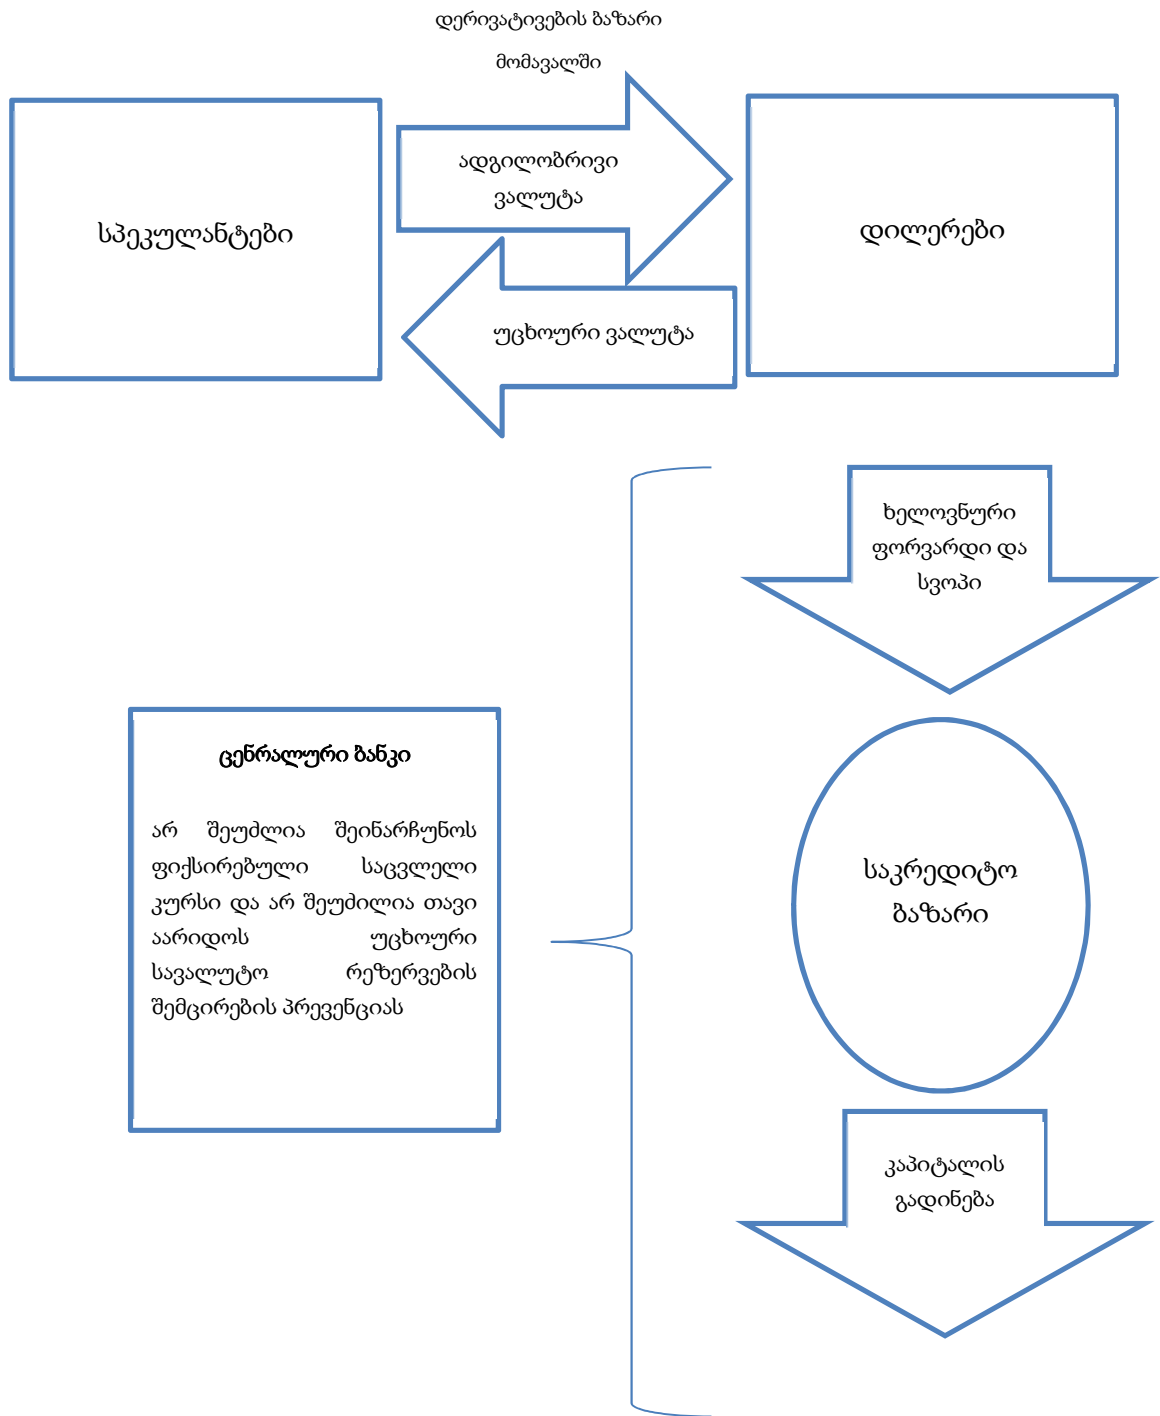 დერივატივების ბაზარი
მომავალში
სპეკულანტები
ადგილობრივი
ვალუტა
უცხოური ვალუტა
დილერები
ხელოვნური
ფორვარდი და
სვოპი
ცენრალური ბანკი
არ შეუძლია შეინარჩუნოს
ფიქსირებული საცვლელი
კურსი და არ შეუძილია თავი
აარიდოს უცხოური
სავალუტო რეზერვების
შემცირების პრევენციას
საკრედიტო
ბაზარი
კაპიტალის
გადინება